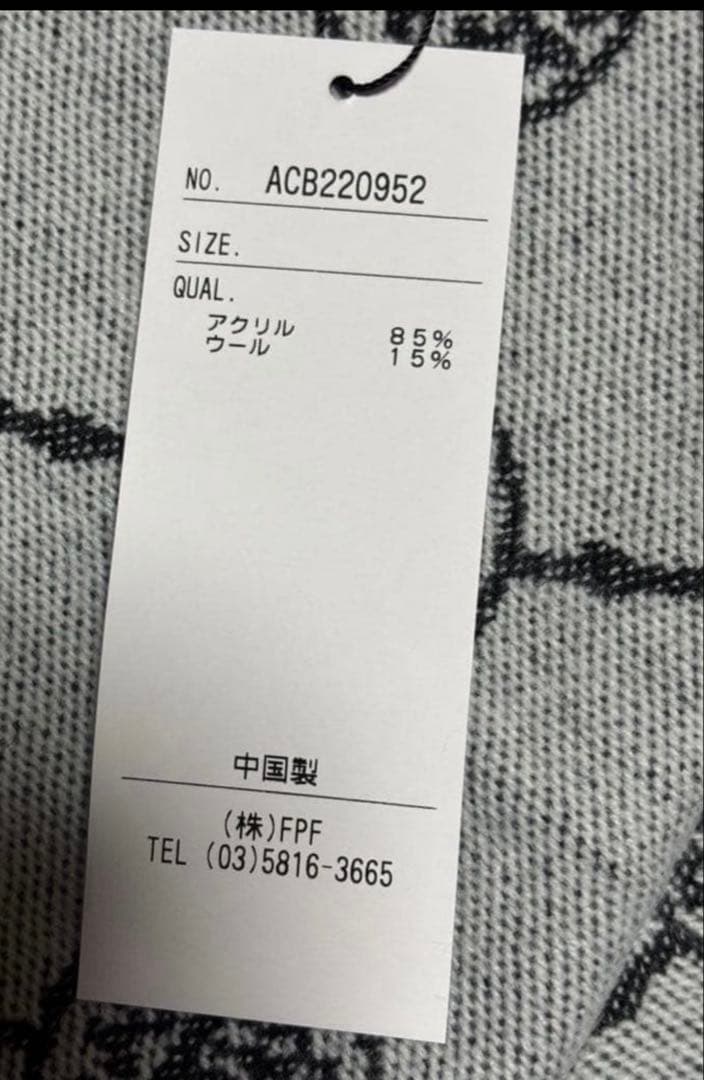 NO. ACB220952
SIZE.
QUAL.
アクリル 85%
ウール 15%
中国製
(株)FPF
TEL (03)5816-3665